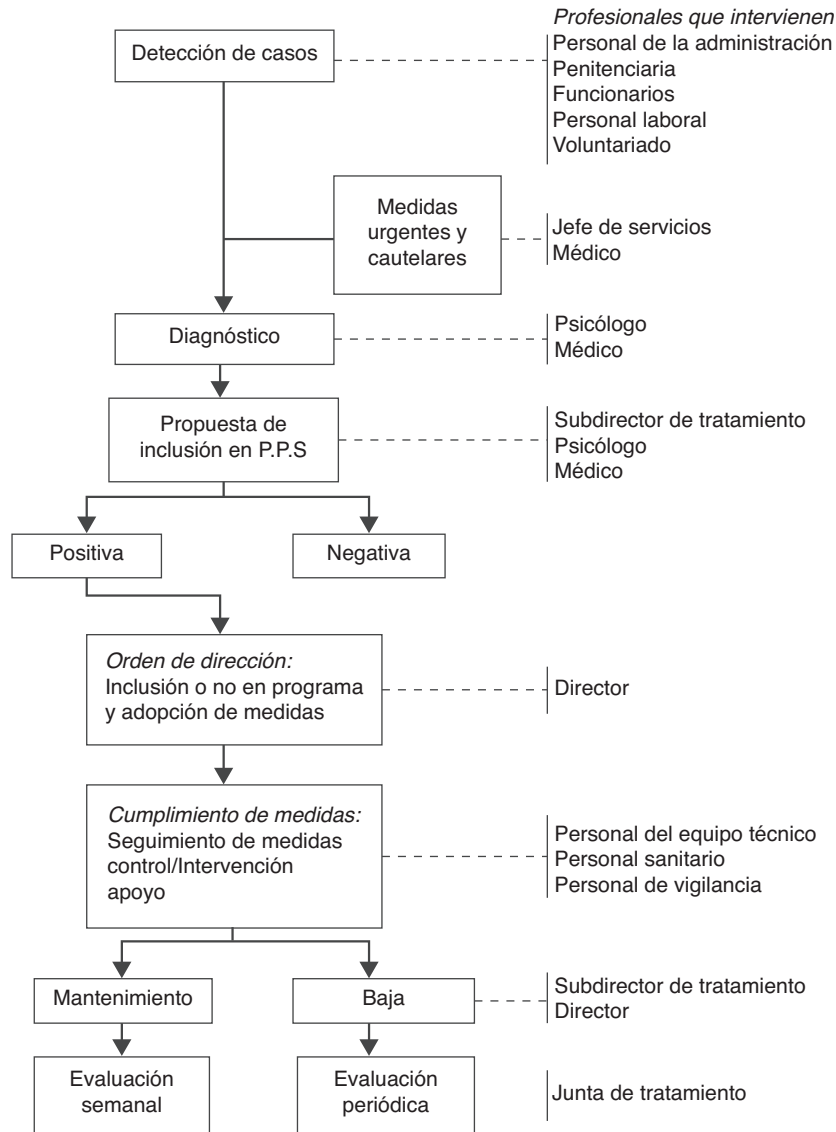 Profesionales que intervienen
Detección de casos
Personal de la administración
Penitenciaria
Funcionarios
Personal laboral
Voluntariado
Medidas
urgentes y
cautelares
Jefe de servicios
Médico
Diagnóstico
Psicólogo
Médico
Propuesta de
inclusión en P.P.S
Subdirector de tratamiento
Psicólogo
Médico
Positiva
Negativa
Orden de dirección:
Inclusión o no en programa
y adopción de medidas
Director
Cumplimiento de medidas:
Seguimiento de medidas
control/Intervención
apoyo
Personal del equipo técnico
Personal sanitario
Personal de vigilancia
Mantenimiento
Baja
Subdirector de tratamiento
Director
Evaluación
semanal
Evaluación
periódica
Junta de tratamiento